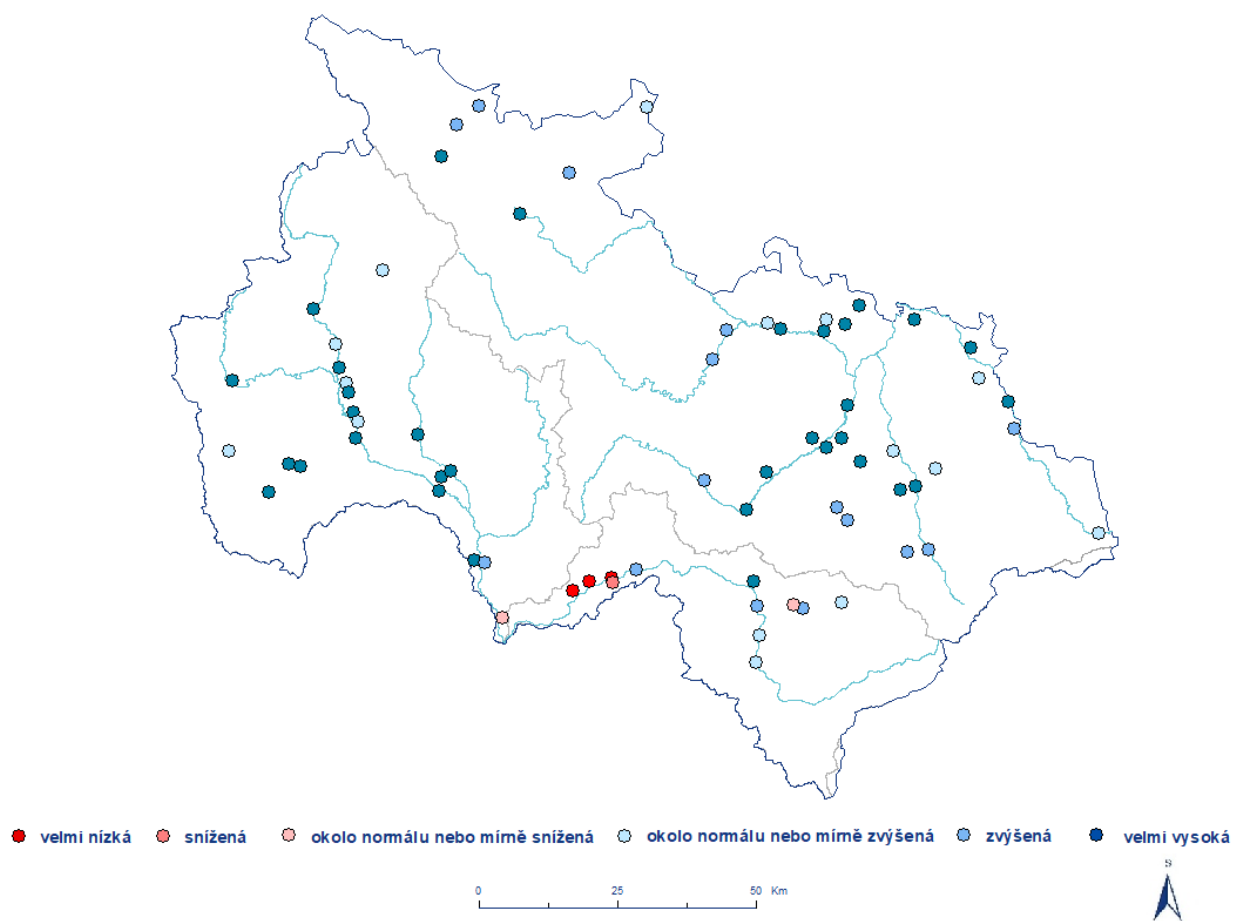 velmi nízká
snížená
okolo normálu nebo mírně snížená
okolo normálu nebo mírně zvýšená
zvýšená
velmi vysoká
0 25 50 Km
S